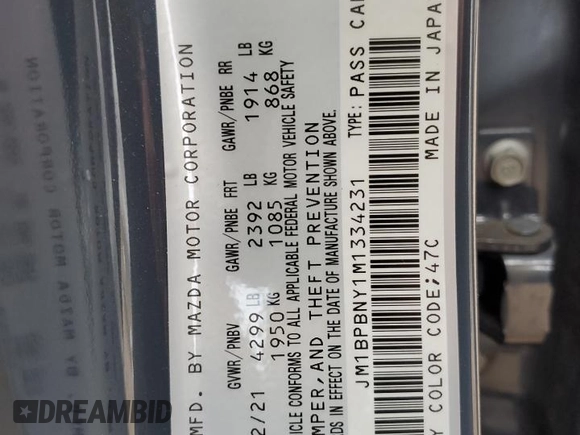 MFD. BY MAZDA MOTOR CORPORATION
GVWR/PNBV GAWR/PNBE FRT GAWR/PNBE RR
2/21 4299 LB 2392 LB 1914 LB
1950 KG 1085 KG 868 KG
ICLE CONFORMS TO ALL APPLICABLE FEDERAL MOTOR VEHICLE SAFETY
MPER, AND THEFT PREVENTION
DS IN EFFECT ON THE DATE OF MANUFACTURE SHOWN ABOVE.
JM1BPBNY1M1334231 TYPE: PASS CAR
Y COLOR CODE;47C MADE IN JAPA
DREAMBID